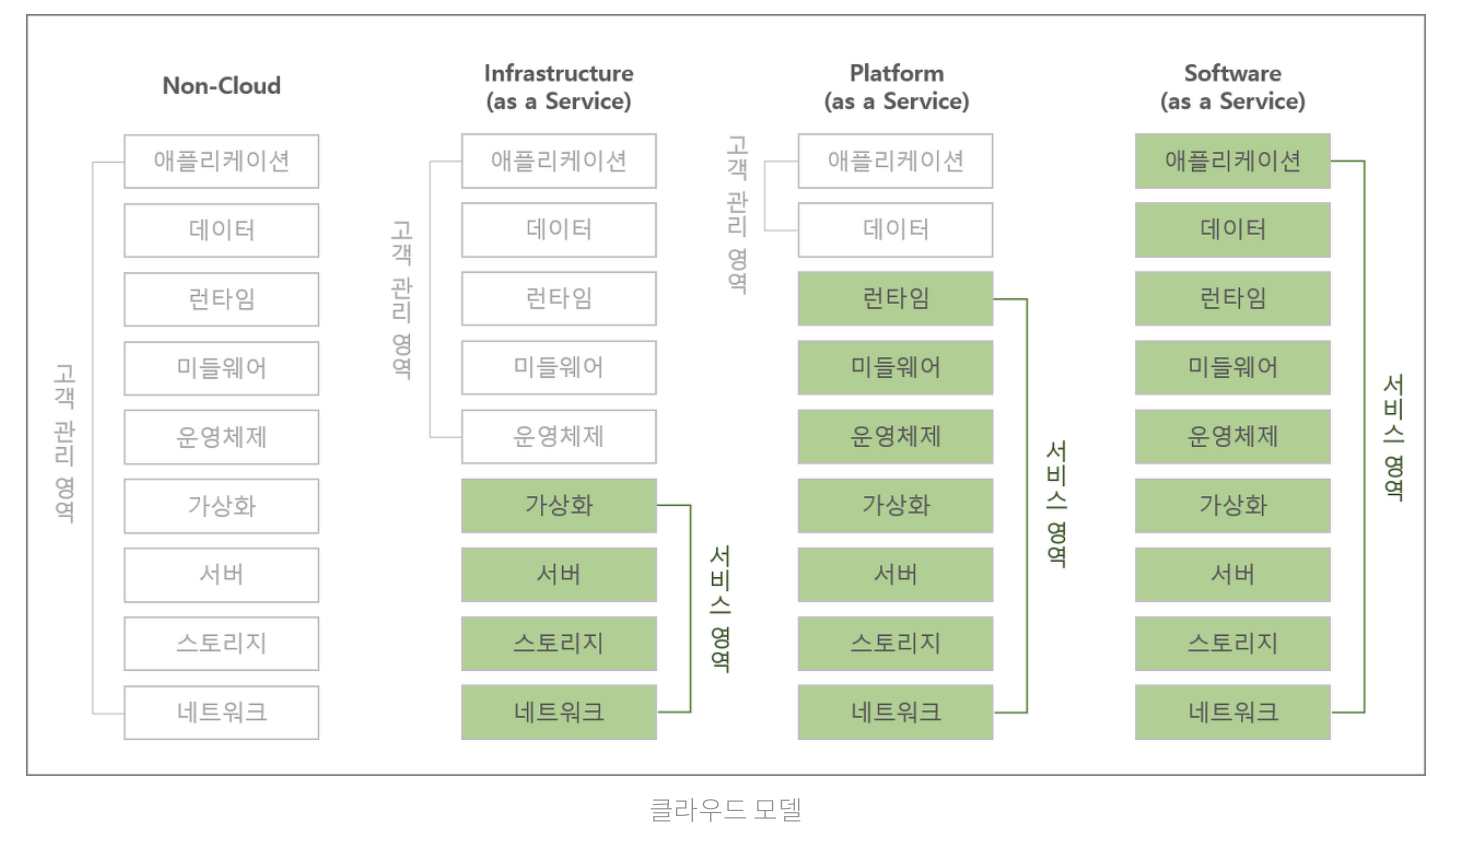 Non-Cloud
애플리케이션
데이터
런타임
미들웨어
운영체제
가상화
서버
스토리지
네트워크
고객 관리 영역
Infrastructure
(as a Service)
애플리케이션
데이터
런타임
미들웨어
운영체제
가상화
서버
스토리지
네트워크
고객 관리 영역
서비스 영역
Platform
(as a Service)
애플리케이션
데이터
런타임
미들웨어
운영체제
가상화
서버
스토리지
네트워크
고객 관리 영역
서비스 영역
Software
(as a Service)
애플리케이션
데이터
런타임
미들웨어
운영체제
가상화
서버
스토리지
네트워크
서비스 영역
클라우드 모델